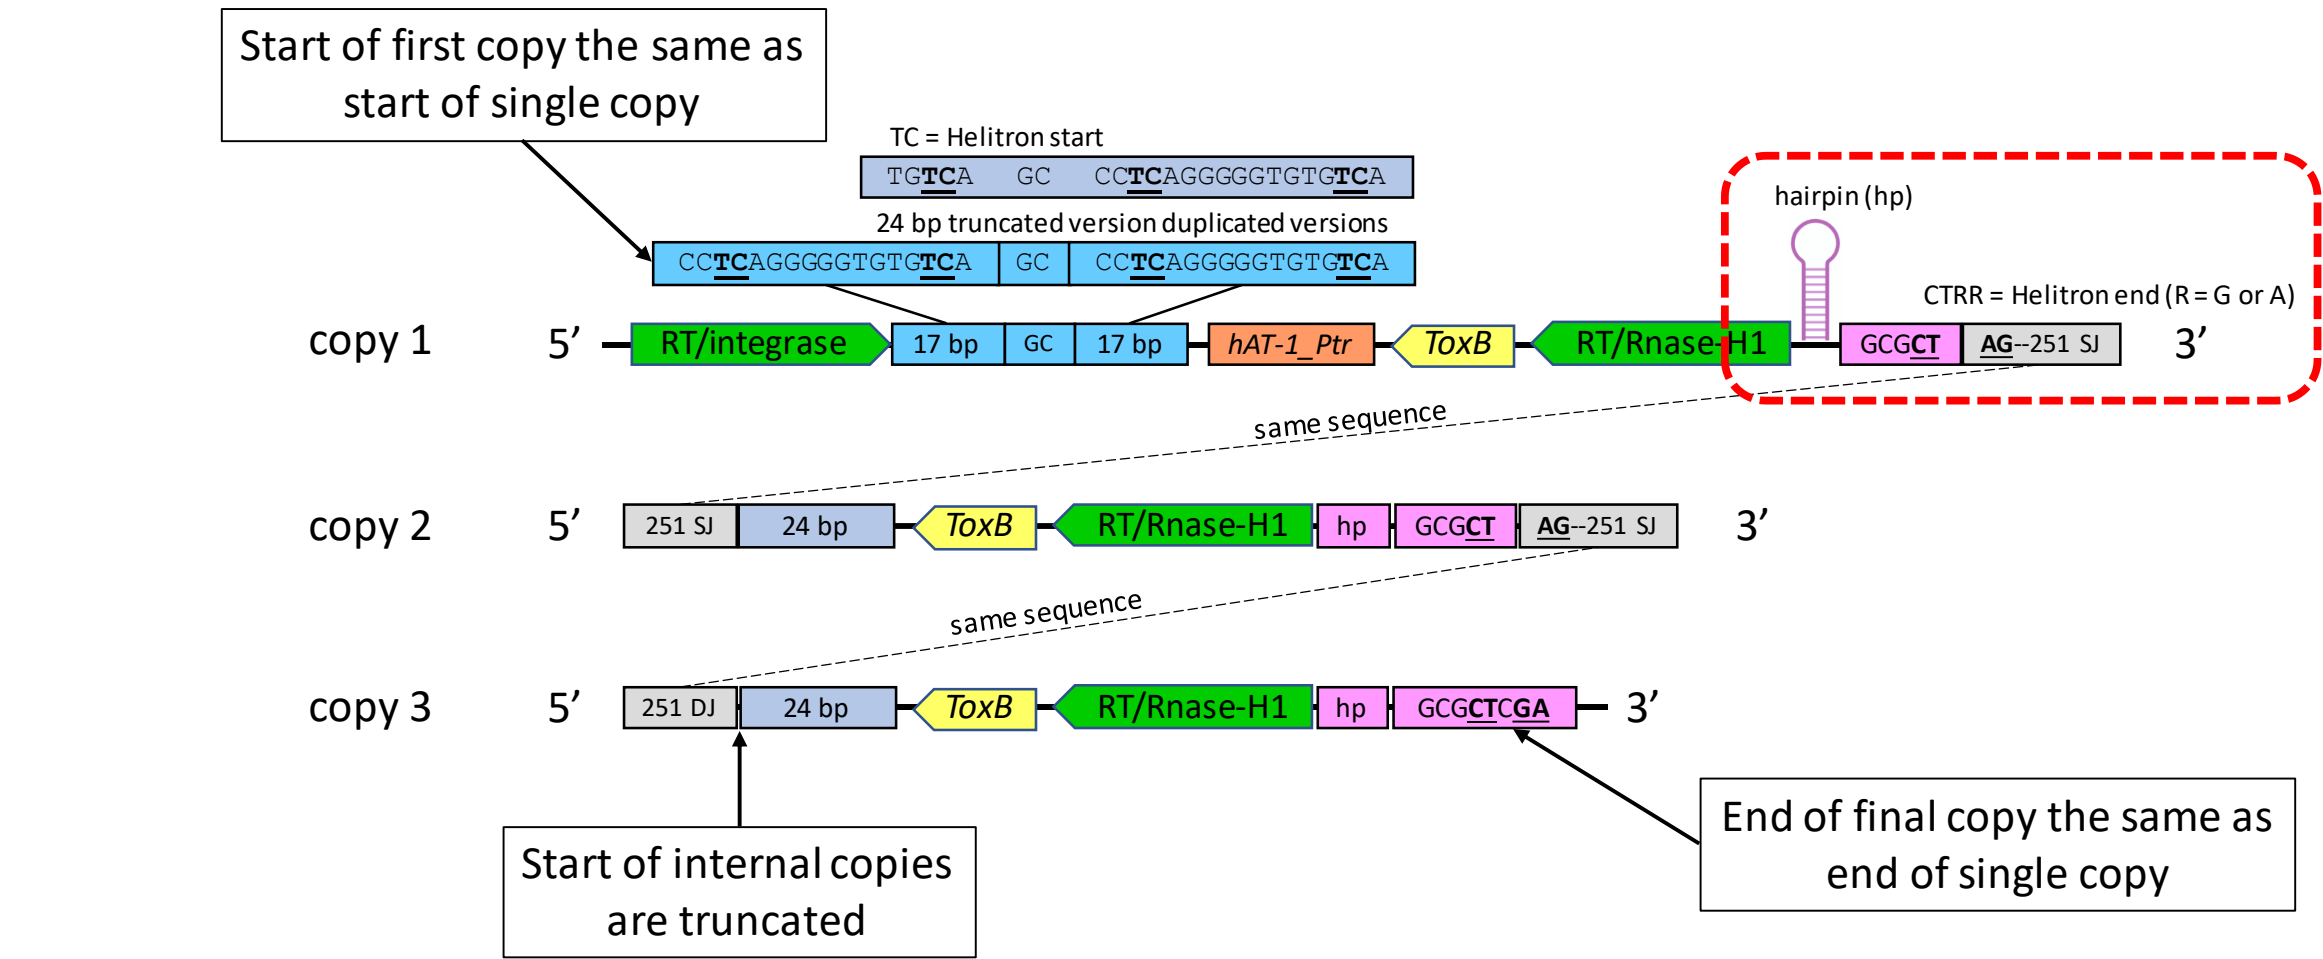 Start of first copy the same as
start of single copy
TC = Helitron start
TGTCA GC CCTCAGGGGGTGTGTCA
24 bp truncated version duplicated versions
CCTCAGGGGGTGTGTCA GC CCTCAGGGGGTGTGTCA
hairpin (hp)
CTRR = Helitron end (R = G or A)
copy 1 5’ RT/integrase 17 bp GC 17 bp hAT-1_Ptr ToxB RT/Rnase-H1 GCGCT AG--251 SJ 3’
same sequence
copy 2 5’ 251 SJ 24 bp ToxB RT/Rnase-H1 hp GCGCT AG--251 SJ 3’
same sequence
copy 3 5’ 251 DJ 24 bp ToxB RT/Rnase-H1 hp GCGCTCGA 3’
Start of internal copies
are truncated
End of final copy the same as
end of single copy